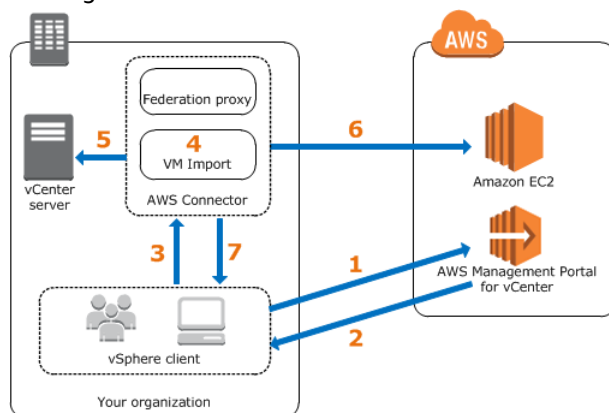 AWS
Federation proxy
4
VM Import
AWS Connector
5
vCenter
server
6
Amazon EC2
3
7
1
AWS Management Portal
for vCenter
2
vSphere client
Your organization